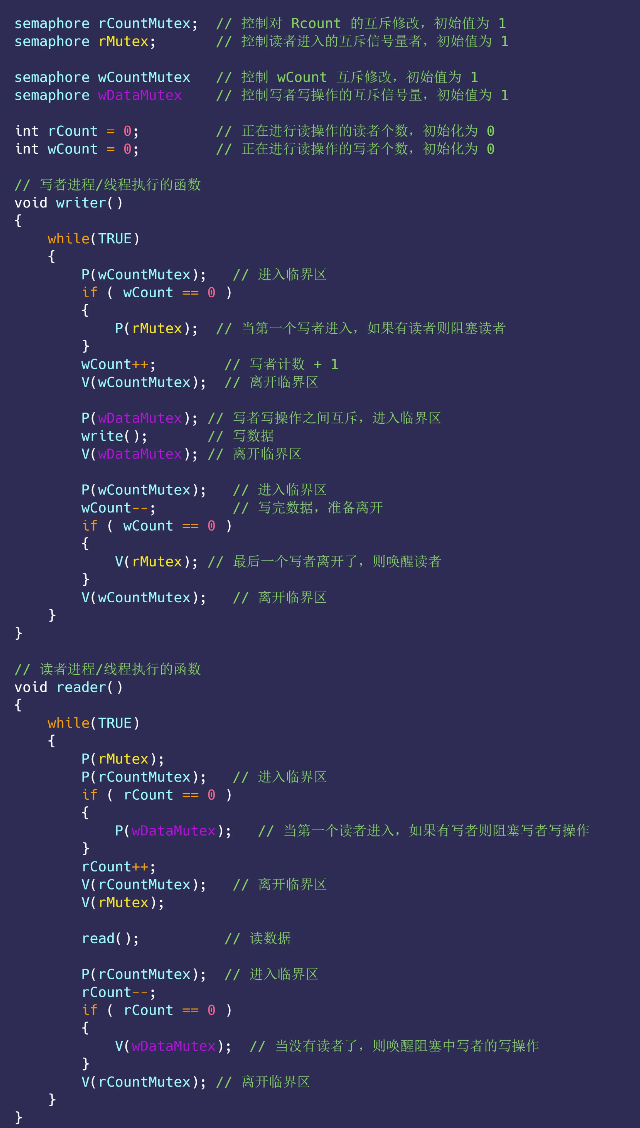 semaphore rCountMutex;  // 控制对 Rcount 的互斥修改，初始值为 1
semaphore rMutex;       // 控制读者进入的互斥信号量者，初始值为 1
semaphore wCountMutex   // 控制 wCount 互斥修改，初始值为 1
semaphore wDataMutex    // 控制写者写操作的互斥信号量，初始值为 1
int rCount = 0;         // 正在进行读操作的读者个数，初始化为 0
int wCount = 0;         // 正在进行读操作的写者个数，初始化为 0
// 写者进程/线程执行的函数
void writer()
{
    while(TRUE)
    {
        P(wCountMutex);   // 进入临界区
        if ( wCount == 0 )
        {
            P(rMutex);  // 当第一个写者进入，如果有读者则阻塞读者
        }
        wCount++;        // 写者计数 + 1
        V(wCountMutex);  // 离开临界区
        P(wDataMutex); // 写者写操作之间互斥，进入临界区
        write();       // 写数据
        V(wDataMutex); // 离开临界区
        P(wCountMutex);   // 进入临界区
        wCount--;         // 写完数据，准备离开
        if ( wCount == 0 )
        {
            V(rMutex); // 最后一个写者离开了，则唤醒读者
        }
        V(wCountMutex);   // 离开临界区
    }
}
// 读者进程/线程执行的函数
void reader()
{
    while(TRUE)
    {
        P(rMutex);
        P(rCountMutex);   // 进入临界区
        if ( rCount == 0 )
        {
            P(wDataMutex);   // 当第一个读者进入，如果有写者则阻塞写者写操作
        }
        rCount++;
        V(rCountMutex);   // 离开临界区
        V(rMutex);
        read();          // 读数据
        P(rCountMutex);  // 进入临界区
        rCount--;
        if ( rCount == 0 )
        {
            V(wDataMutex);  // 当没有读者了，则唤醒阻塞中写者的写操作
        }
        V(rCountMutex); // 离开临界区
    }
}